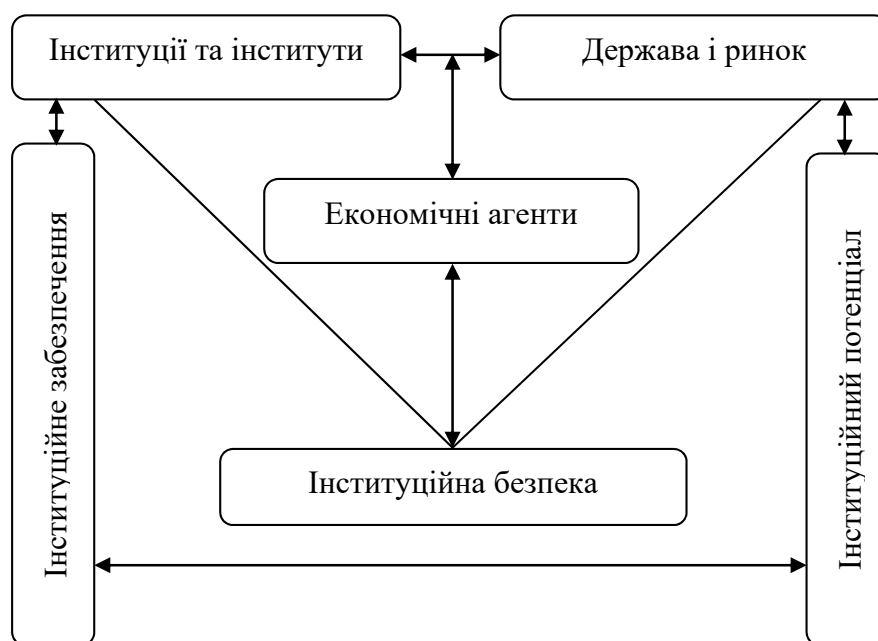 Інституції та інститути
Держава і ринок
Економічні агенти
Інституційне забезпечення
Інституційний потенціал
Інституційна безпека